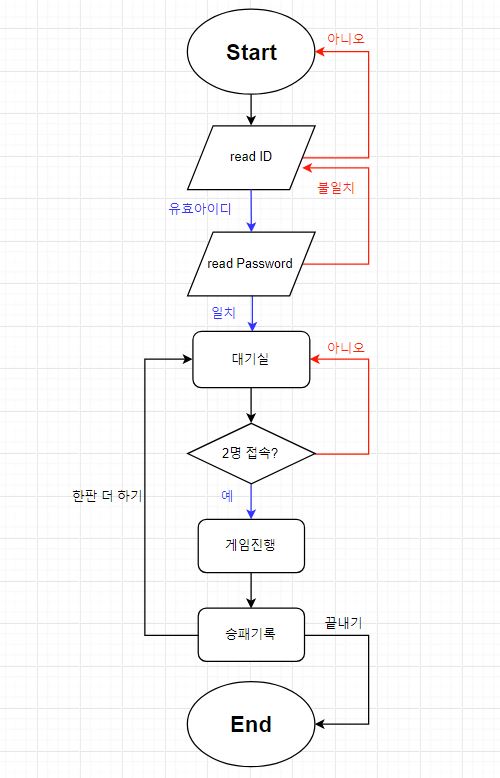 Start
아니오
read ID
불일치
유효아이디
read Password
일치
아니오
대기실
2명 접속?
한판 더 하기
예
게임진행
끝내기
승패기록
End